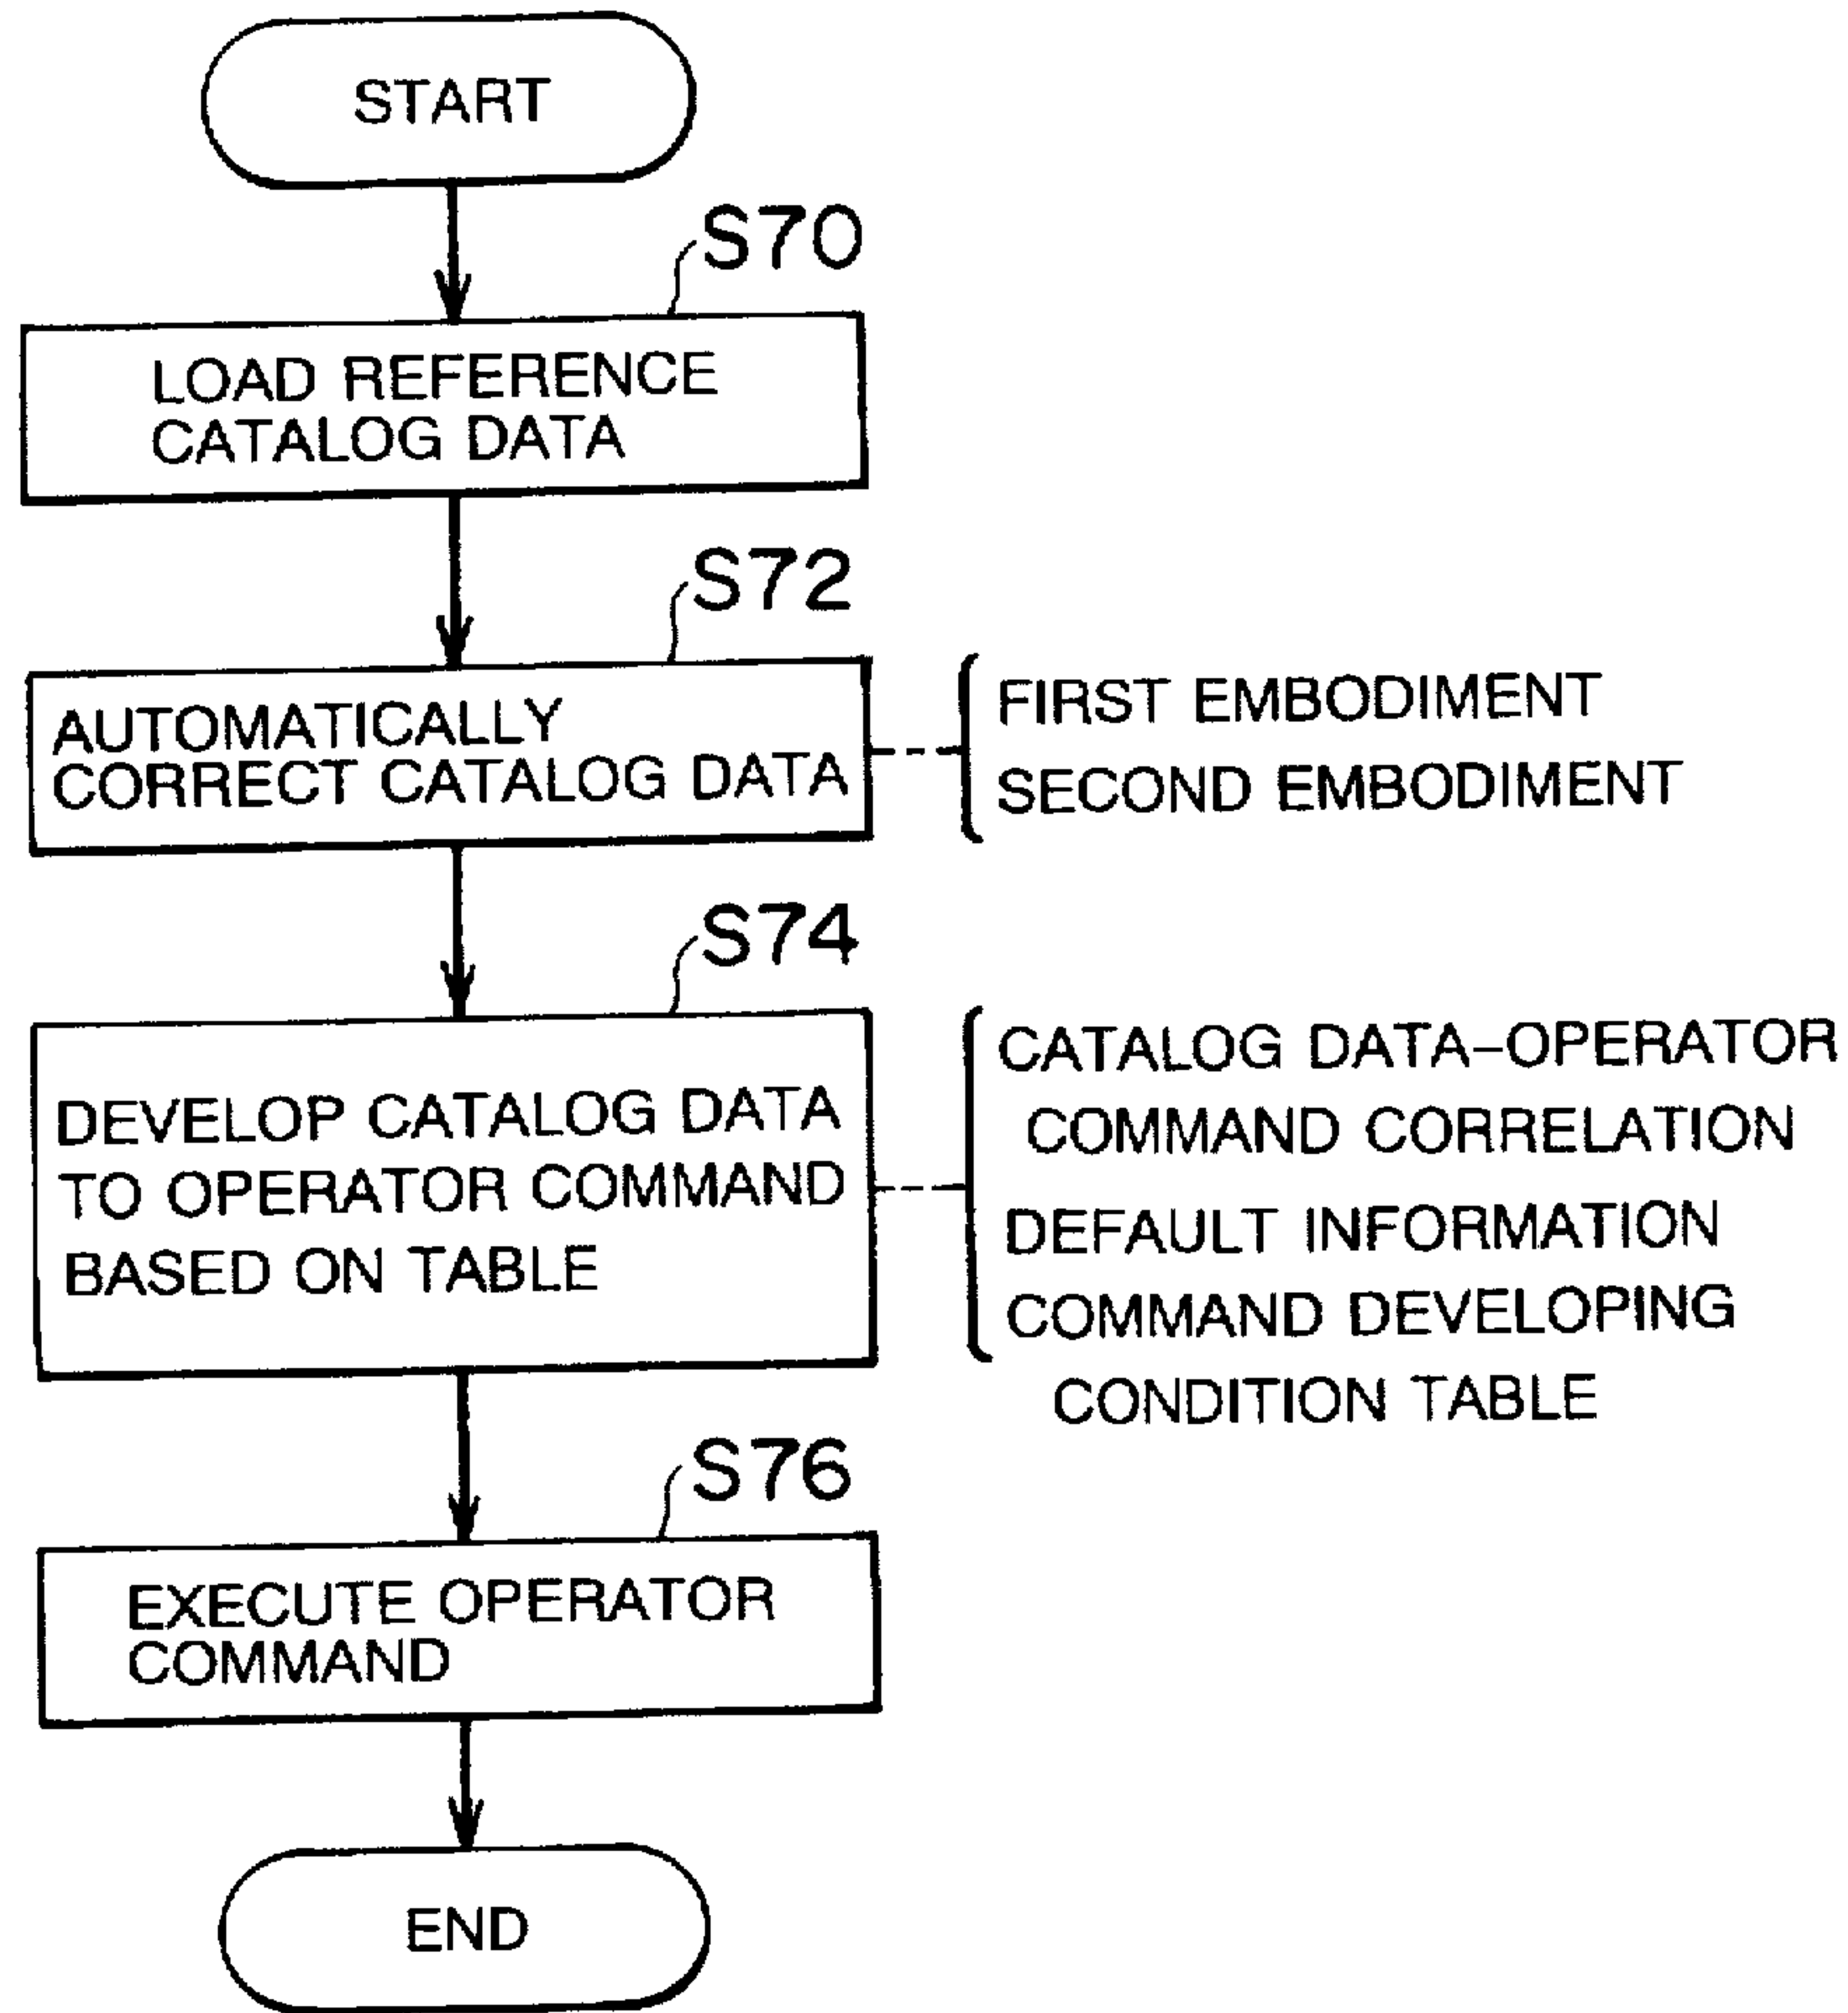 START
S70
LOAD REFERENCE
CATALOG DATA
S72
AUTOMATICALLY
CORRECT CATALOG DATA
FIRST EMBODIMENT
SECOND EMBODIMENT
S74
DEVELOP CATALOG DATA
TO OPERATOR COMMAND
BASED ON TABLE
CATALOG DATA-OPERATOR
COMMAND CORRELATION
DEFAULT INFORMATION
COMMAND DEVELOPING
CONDITION TABLE
S76
EXECUTE OPERATOR
COMMAND
END